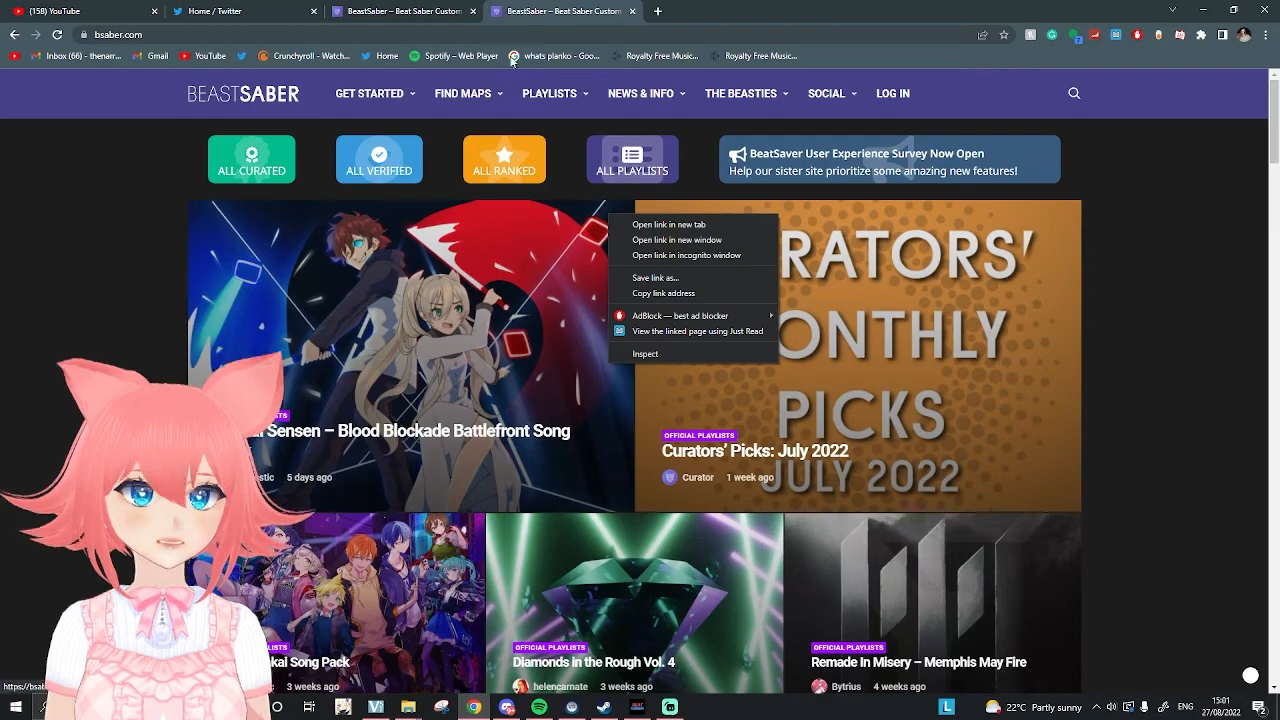 (158) YouTube
Home / Twitter
BeastSaber – Beat Saber Custom
BeastSaber – Beat Saber Custom
bsaber.com
YouTube
Inbox (66) - thenarr...
Gmail
YouTube
Crunchyroll - Watch...
Home
Spotify – Web Player
whats planko - Goo...
Royalty Free Music...
Royalty Free Music...
BEASTSABER
GET STARTED
FIND MAPS
PLAYLISTS
NEWS & INFO
THE BEASTIES
SOCIAL
LOG IN
ALL CURATED
ALL VERIFIED
ALL RANKED
ALL PLAYLISTS
BeatSaver User Experience Survey Now Open
Help our sister site prioritize some amazing new features!
Open link in new tab
Open link in new window
Open link in incognito window
Save link as...
Copy link address
AdBlock — best ad blocker
View the linked page using Just Read
Inspect
RATORS'
ONTHLY
PICKS
JULY 2022
Sensen – Blood Blockade Battlefront Song
5 days ago
OFFICIAL PLAYLISTS
Curators' Picks: July 2022
Curator 1 week ago
Song Pack
3 weeks ago
OFFICIAL PLAYLISTS
Diamonds in the Rough Vol. 4
helencarnate 3 weeks ago
OFFICIAL PLAYLISTS
Remade In Misery – Memphis May Fire
Bytrius 4 weeks ago
22°C Partly sunny
ENG
15:01
27/08/2022